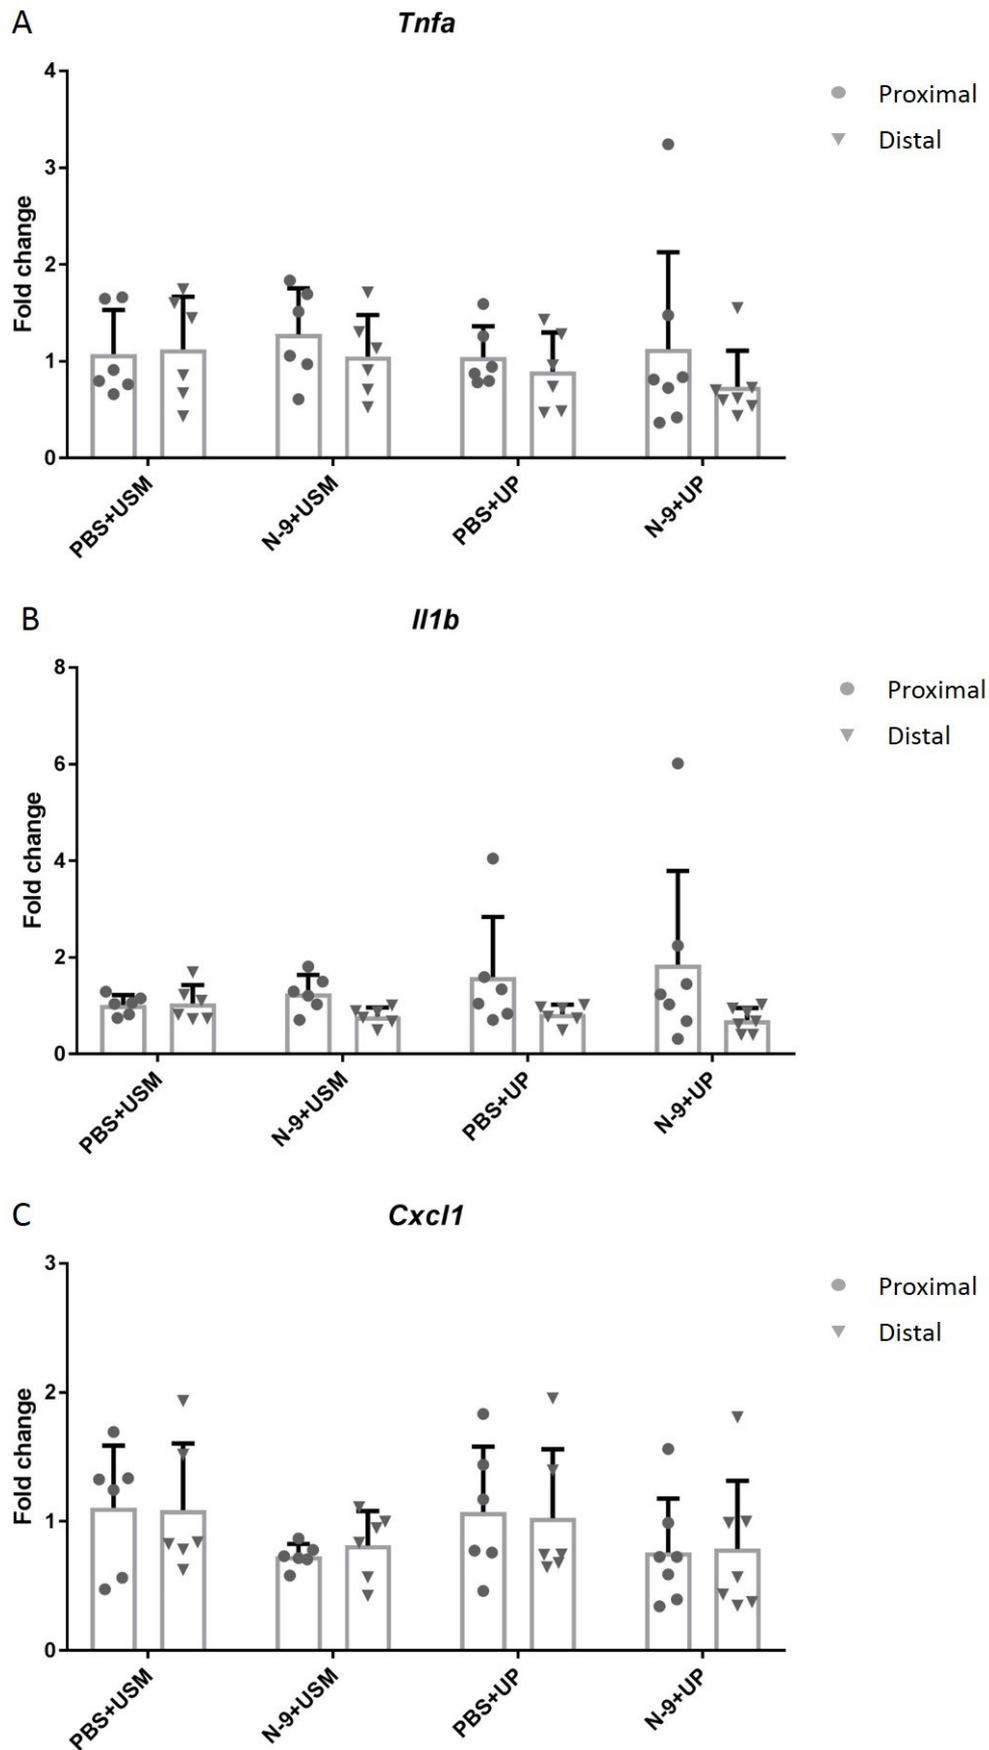 A
Tnfa
4
3
2
1
0
Fold change
Proximal
Distal
PBS+USM
N-9+USM
PBS+UP
N-9+UP
B
Il1b
8
6
4
2
0
Fold change
Proximal
Distal
PBS+USM
N-9+USM
PBS+UP
N-9+UP
C
Cxcl1
3
2
1
0
Fold change
Proximal
Distal
PBS+USM
N-9+USM
PBS+UP
N-9+UP